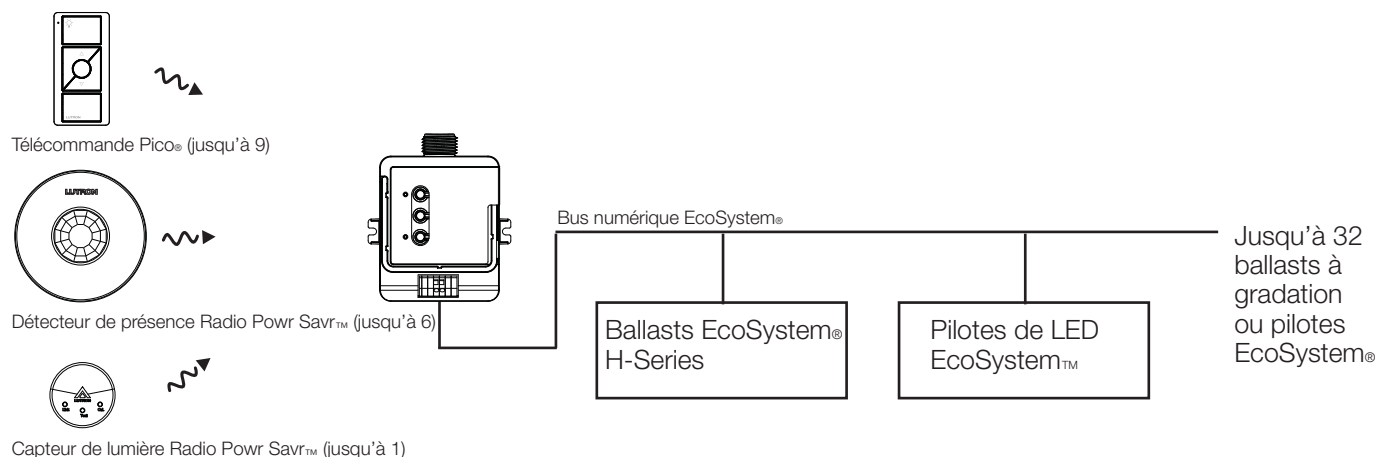 Télécommande Pico® (jusqu'à 9)
LUTRON
Détecteur de présence Radio Powr Savr™ (jusqu'à 6)
Capteur de lumière Radio Powr Savr™ (jusqu'à 1)
Bus numérique EcoSystem®
Ballasts EcoSystem®
H-Series
Pilotes de LED
EcoSystem™
Jusqu'à 32
ballasts à
gradation
ou pilotes
EcoSystem®